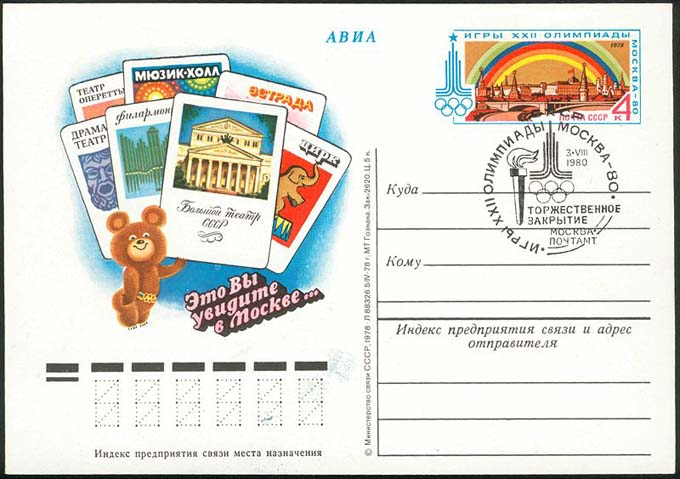 АВИА
ИГРЫ XXII ОЛИМПИАДЫ
МОСКВА-80
1978
ПОЧТА СССР
4
К
ТЕАТР
ОПЕРЕТТЫ
МЮЗИК-ХОЛЛ
ЭСТРАДА
ДРАМА
ТЕАТР
филармон
цирк
Большой театр
СССР
Это Вы
увидите
в Москве...
ИГРЫ XXII ОЛИМПИАДЫ МОСКВА-80
3·VIII
1980
ТОРЖЕСТВЕННОЕ
ЗАКРЫТИЕ
МОСКВА-
ПОЧТАМТ
Куда
Кому
Индекс предприятия связи и адрес
отправителя
© Министерство связи СССР, 1978 Л 88326 5/IV-78 г. МТ Гознака. Зак. 2620. Ц. 5 к.
Индекс предприятия связи места назначения